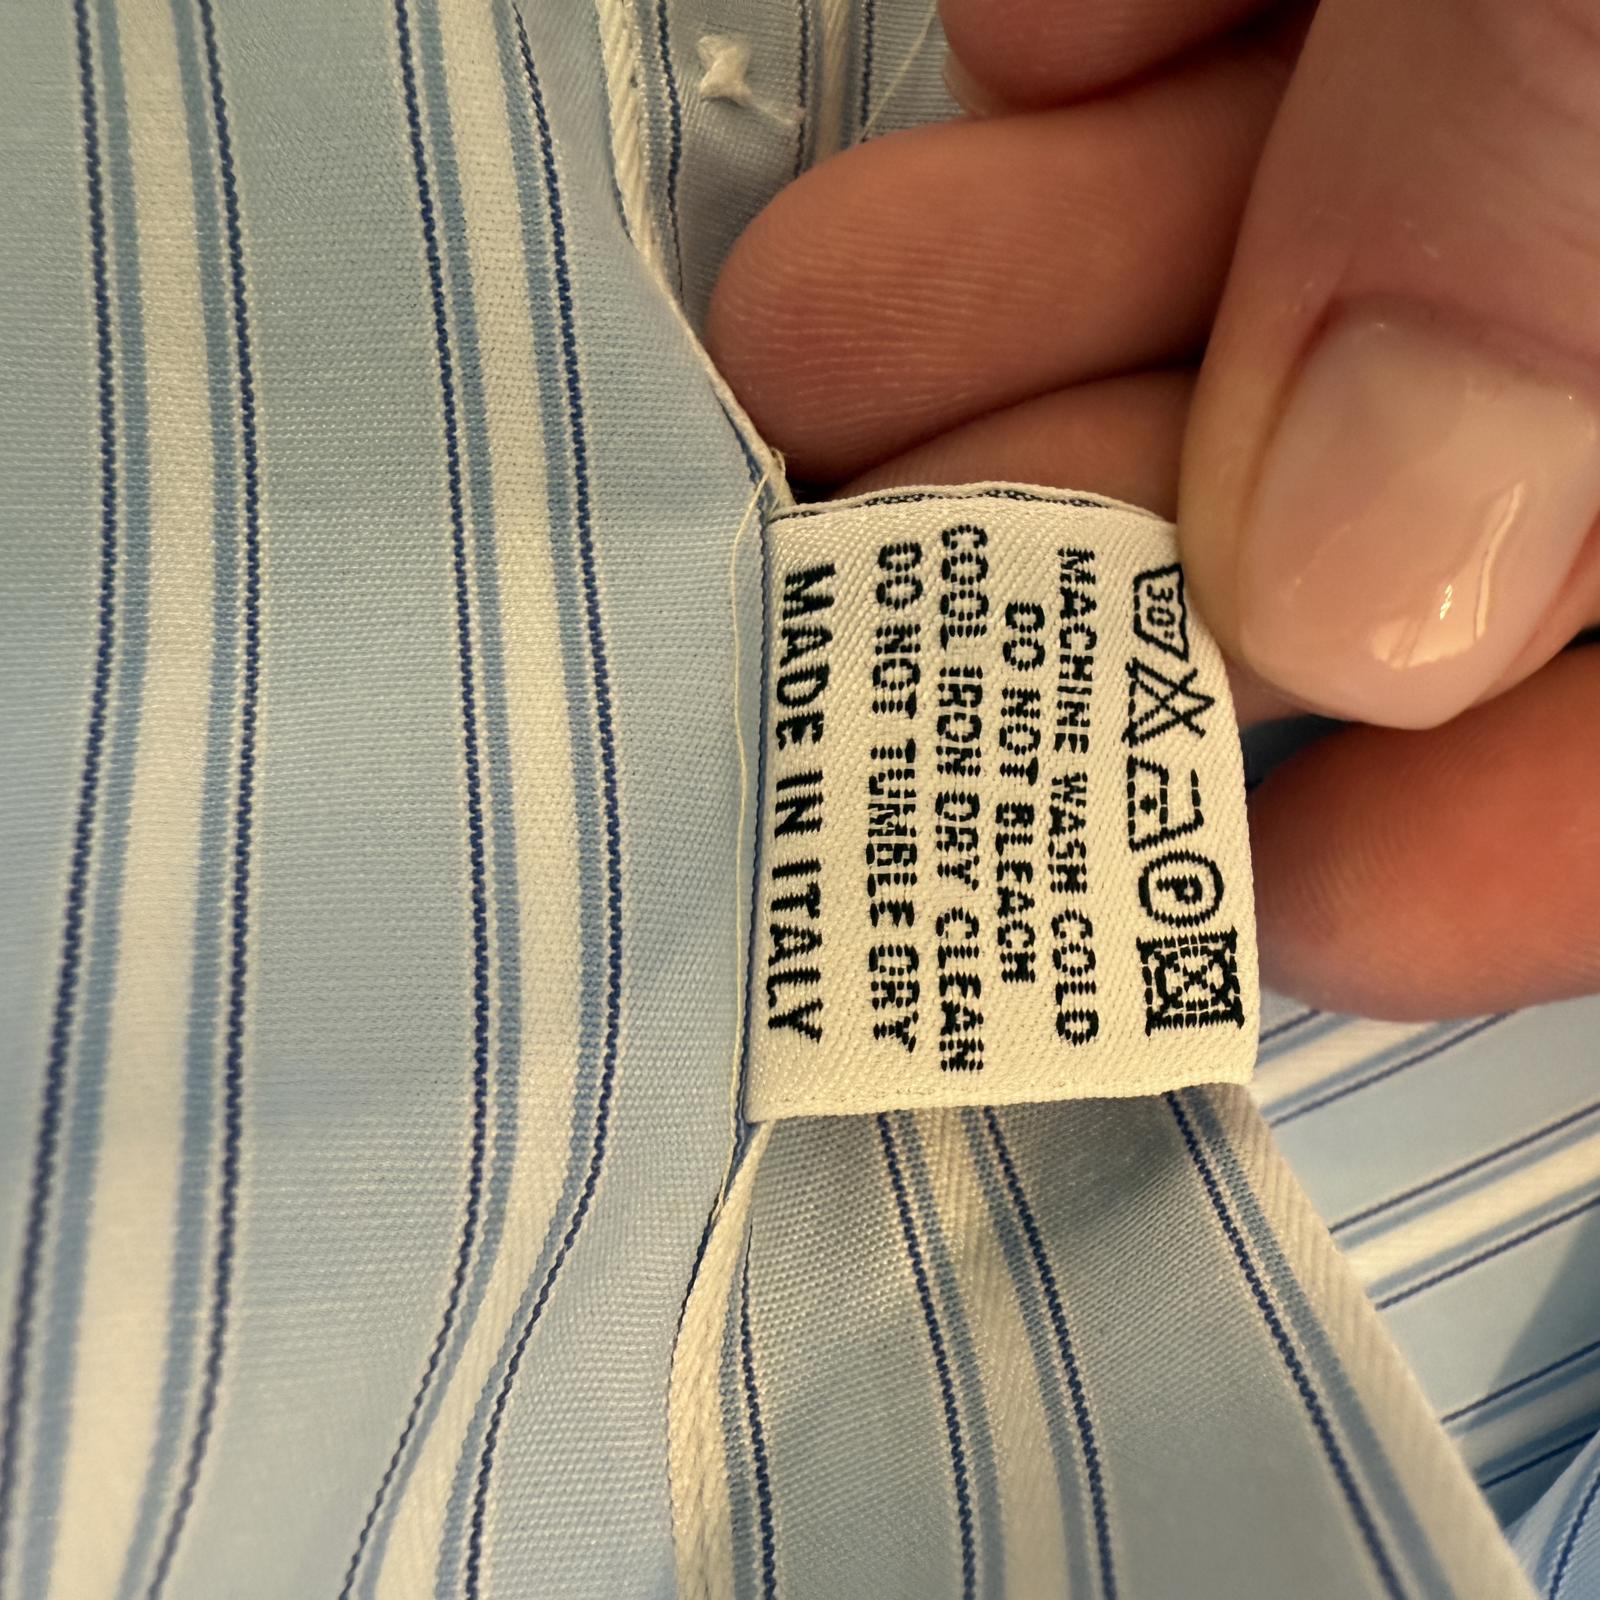 30°
P
MACHINE WASH COLD
DO NOT BLEACH
COOL IRON DRY CLEAN
DO NOT TUMBLE DRY
MADE IN ITALY